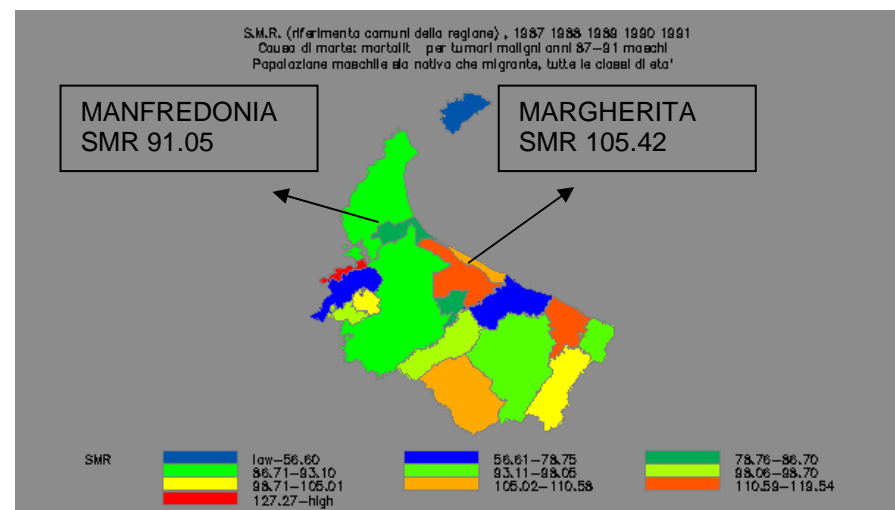 S.M.R. (riferimento comuni della regione) , 1987 1988 1989 1990 1991
Causa di morte: mortalit per tumori maligni anni 87-91 maschi
Popolazione maschile sia nativa che migrante, tutte le classi di eta'
MANFREDONIA
SMR 91.05
MARGHERITA
SMR 105.42
SMR
low-56.60
56.61-78.75
78.76-86.70
86.71-93.10
93.11-98.05
98.06-98.70
98.71-105.01
105.02-110.58
110.59-119.54
127.27-high